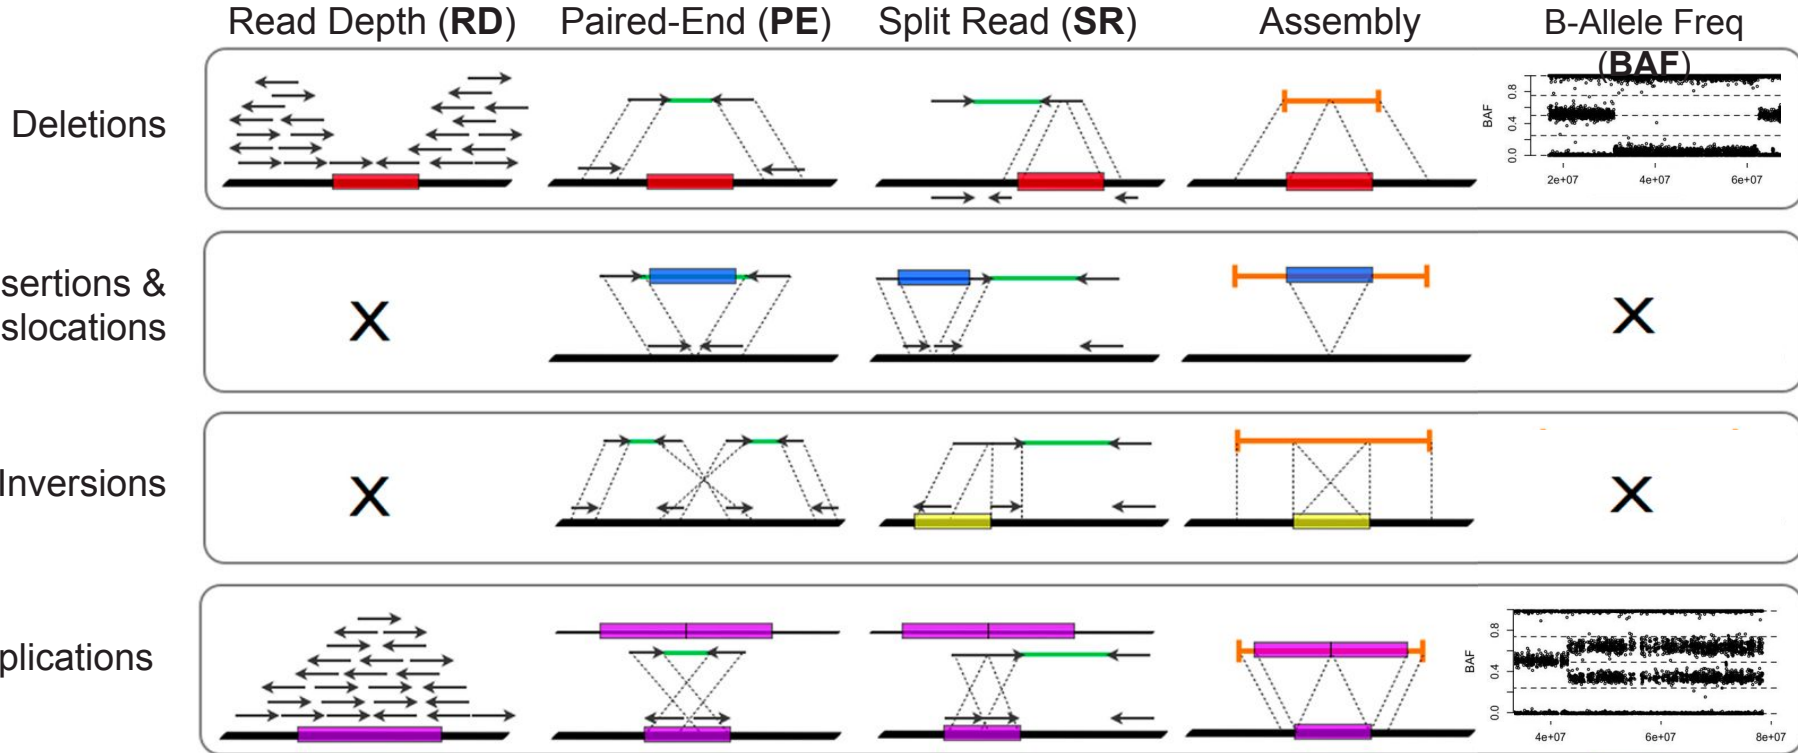 Read Depth (RD) Paired-End (PE) Split Read (SR) Assembly B-Allele Freq
(BAF)
Deletions
BAF
0.8
0.4
0.0
2e+07 4e+07 6e+07
sertions &
slocations
X X
Inversions
X X
plications
BAF
0.8
0.4
0.0
4e+07 6e+07 8e+07